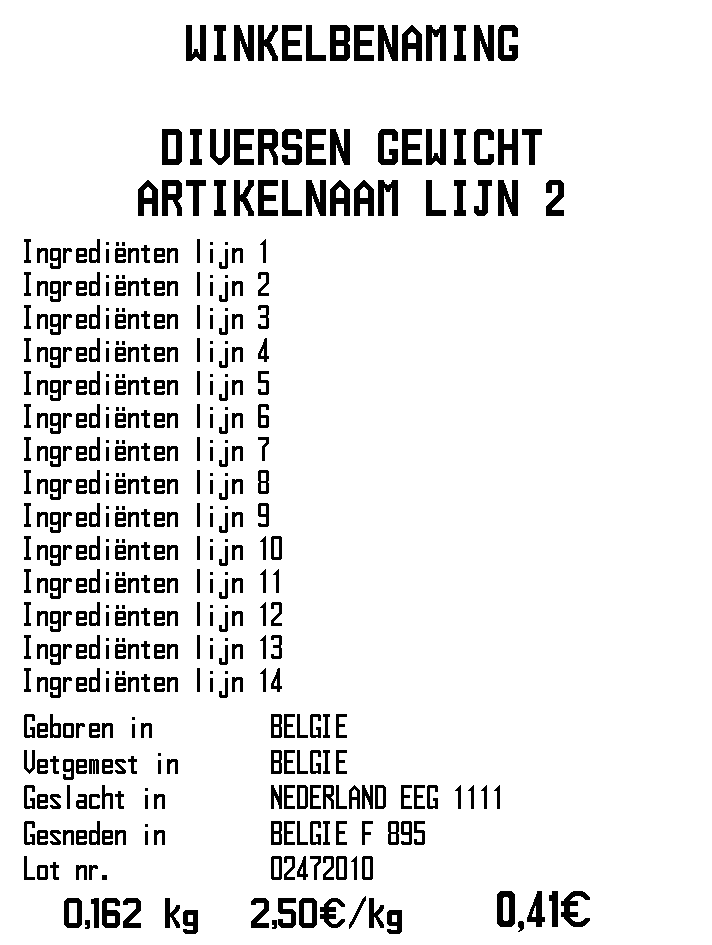 WINKELBENAMING
DIVERSEN GEWICHT
ARTIKELNAAM LIJN 2
Ingrediënten lijn 1
Ingrediënten lijn 2
Ingrediënten lijn 3
Ingrediënten lijn 4
Ingrediënten lijn 5
Ingrediënten lijn 6
Ingrediënten lijn 7
Ingrediënten lijn 8
Ingrediënten lijn 9
Ingrediënten lijn 10
Ingrediënten lijn 11
Ingrediënten lijn 12
Ingrediënten lijn 13
Ingrediënten lijn 14
Geboren in BELGIE
Vetgemest in BELGIE
Geslacht in NEDERLAND EEG 1111
Gesneden in BELGIE F 895
Lot nr. 02472010
0,162 kg 2,50€/kg 0,41€